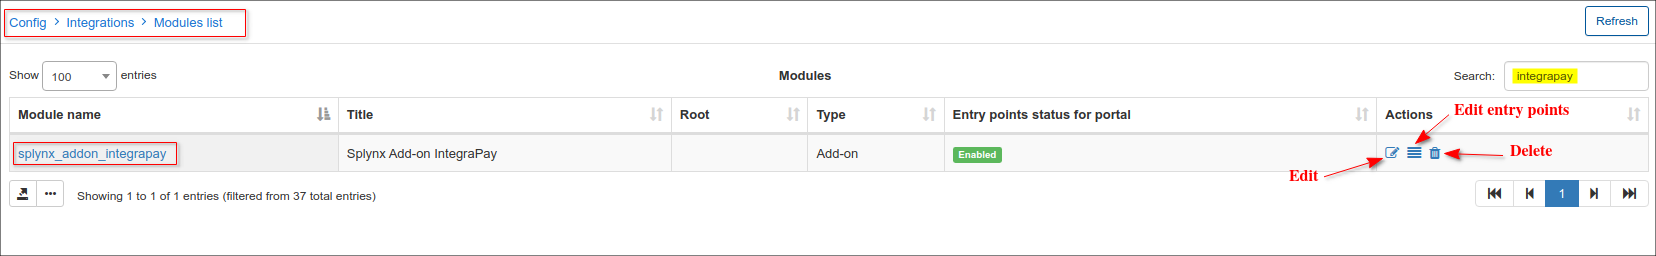 Config > Integrations > Modules list
Refresh
Show 100 entries
Modules
Search: integrapay
Module name Title Root Type Entry points status for portal Actions
Edit entry points
splynx_addon_integrapay Splynx Add-on IntegraPay Add-on Enabled
Delete
Edit
Showing 1 to 1 of 1 entries (filtered from 37 total entries)
1